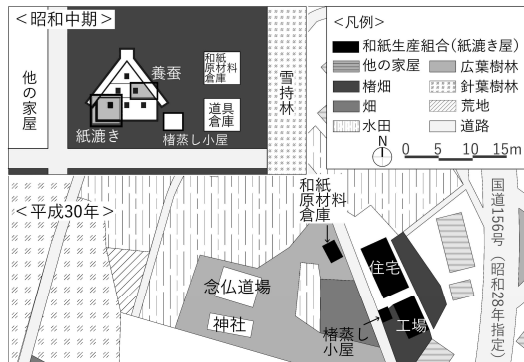 ＜昭和中期＞
他の家屋
和紙
原材料
倉庫
養蚕
道具
倉庫
紙漉き
楮蒸し小屋
雪持林
＜凡例＞
和紙生産組合(紙漉き屋)
他の家屋
広葉樹林
楮畑
針葉樹林
畑
荒地
水田
道路
N
0 5 10 15m
＜平成30年＞
和紙
原材料
倉庫
住宅
念仏道場
神社
楮蒸し
小屋
工場
国道156号（昭和28年指定）